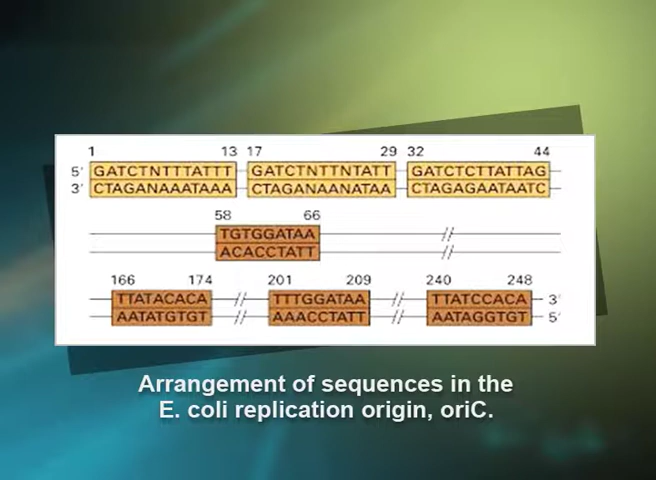 1 13 17 29 32 44
5' GATCTNTTTATTT GATCTNTTNTATT GATCTCTTATTAG
3' CTAGANAAATAAA CTAGANAANATAA CTAGAGAATAATC
58 66
TGTGGATAA
ACACCTATT
166 174 201 209 240 248
TTATACACA // TTTGGATAA // TTATCCACA 3'
AATATGTGT // AAACCTATT // AATAGGTGT 5'
Arrangement of sequences in the
E. coli replication origin, oriC.